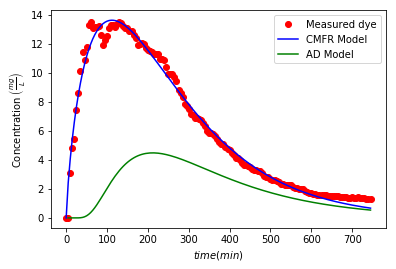 14
12
10
8
6
4
2
0
Concentration (mg/L)
Measured dye
CMFR Model
AD Model
0 100 200 300 400 500 600 700
time(min)